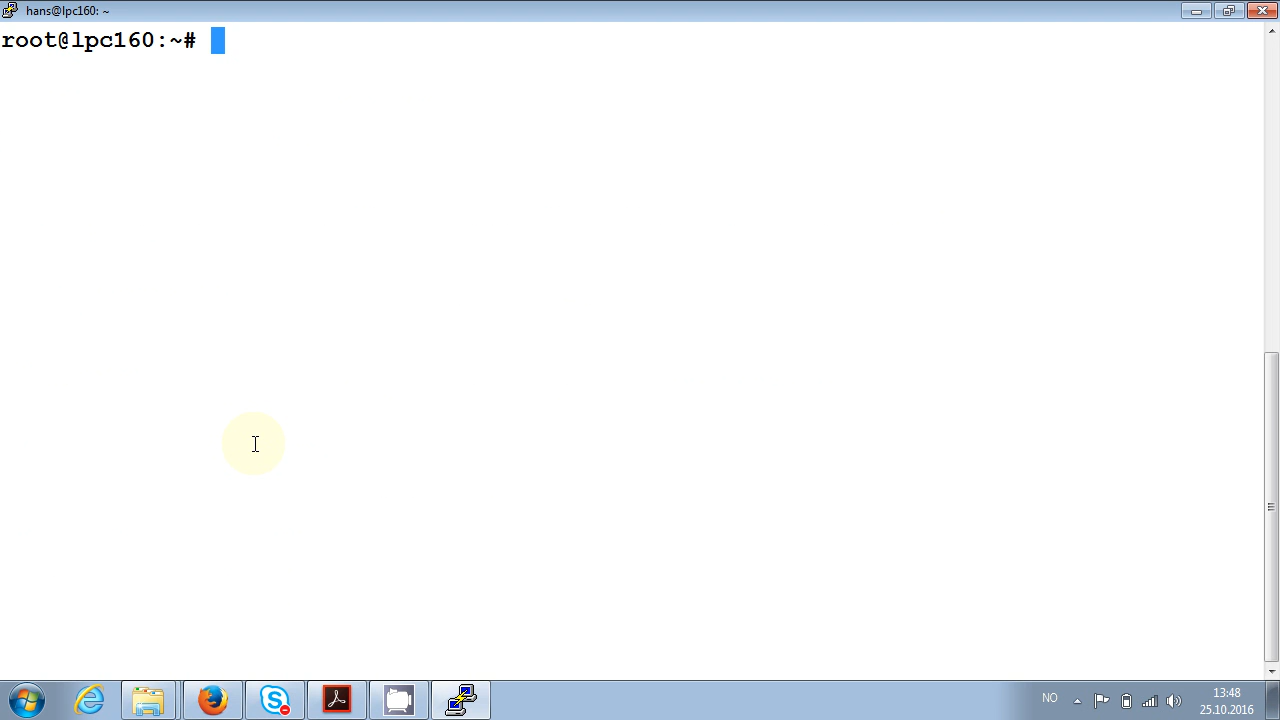 hans@lpc160: ~
root@lpc160:~#
NO
13:48
25.10.2016